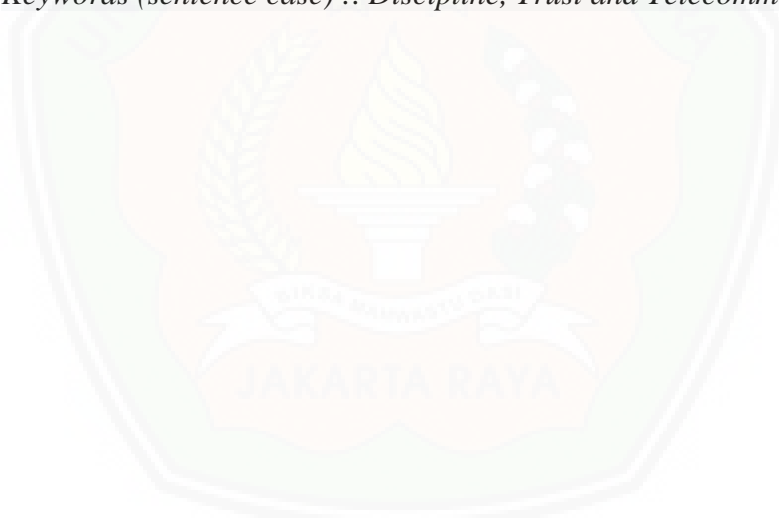 Keywords (sentence case) :: Discipline, Trust and Telecomm
JAKARTA RAYA